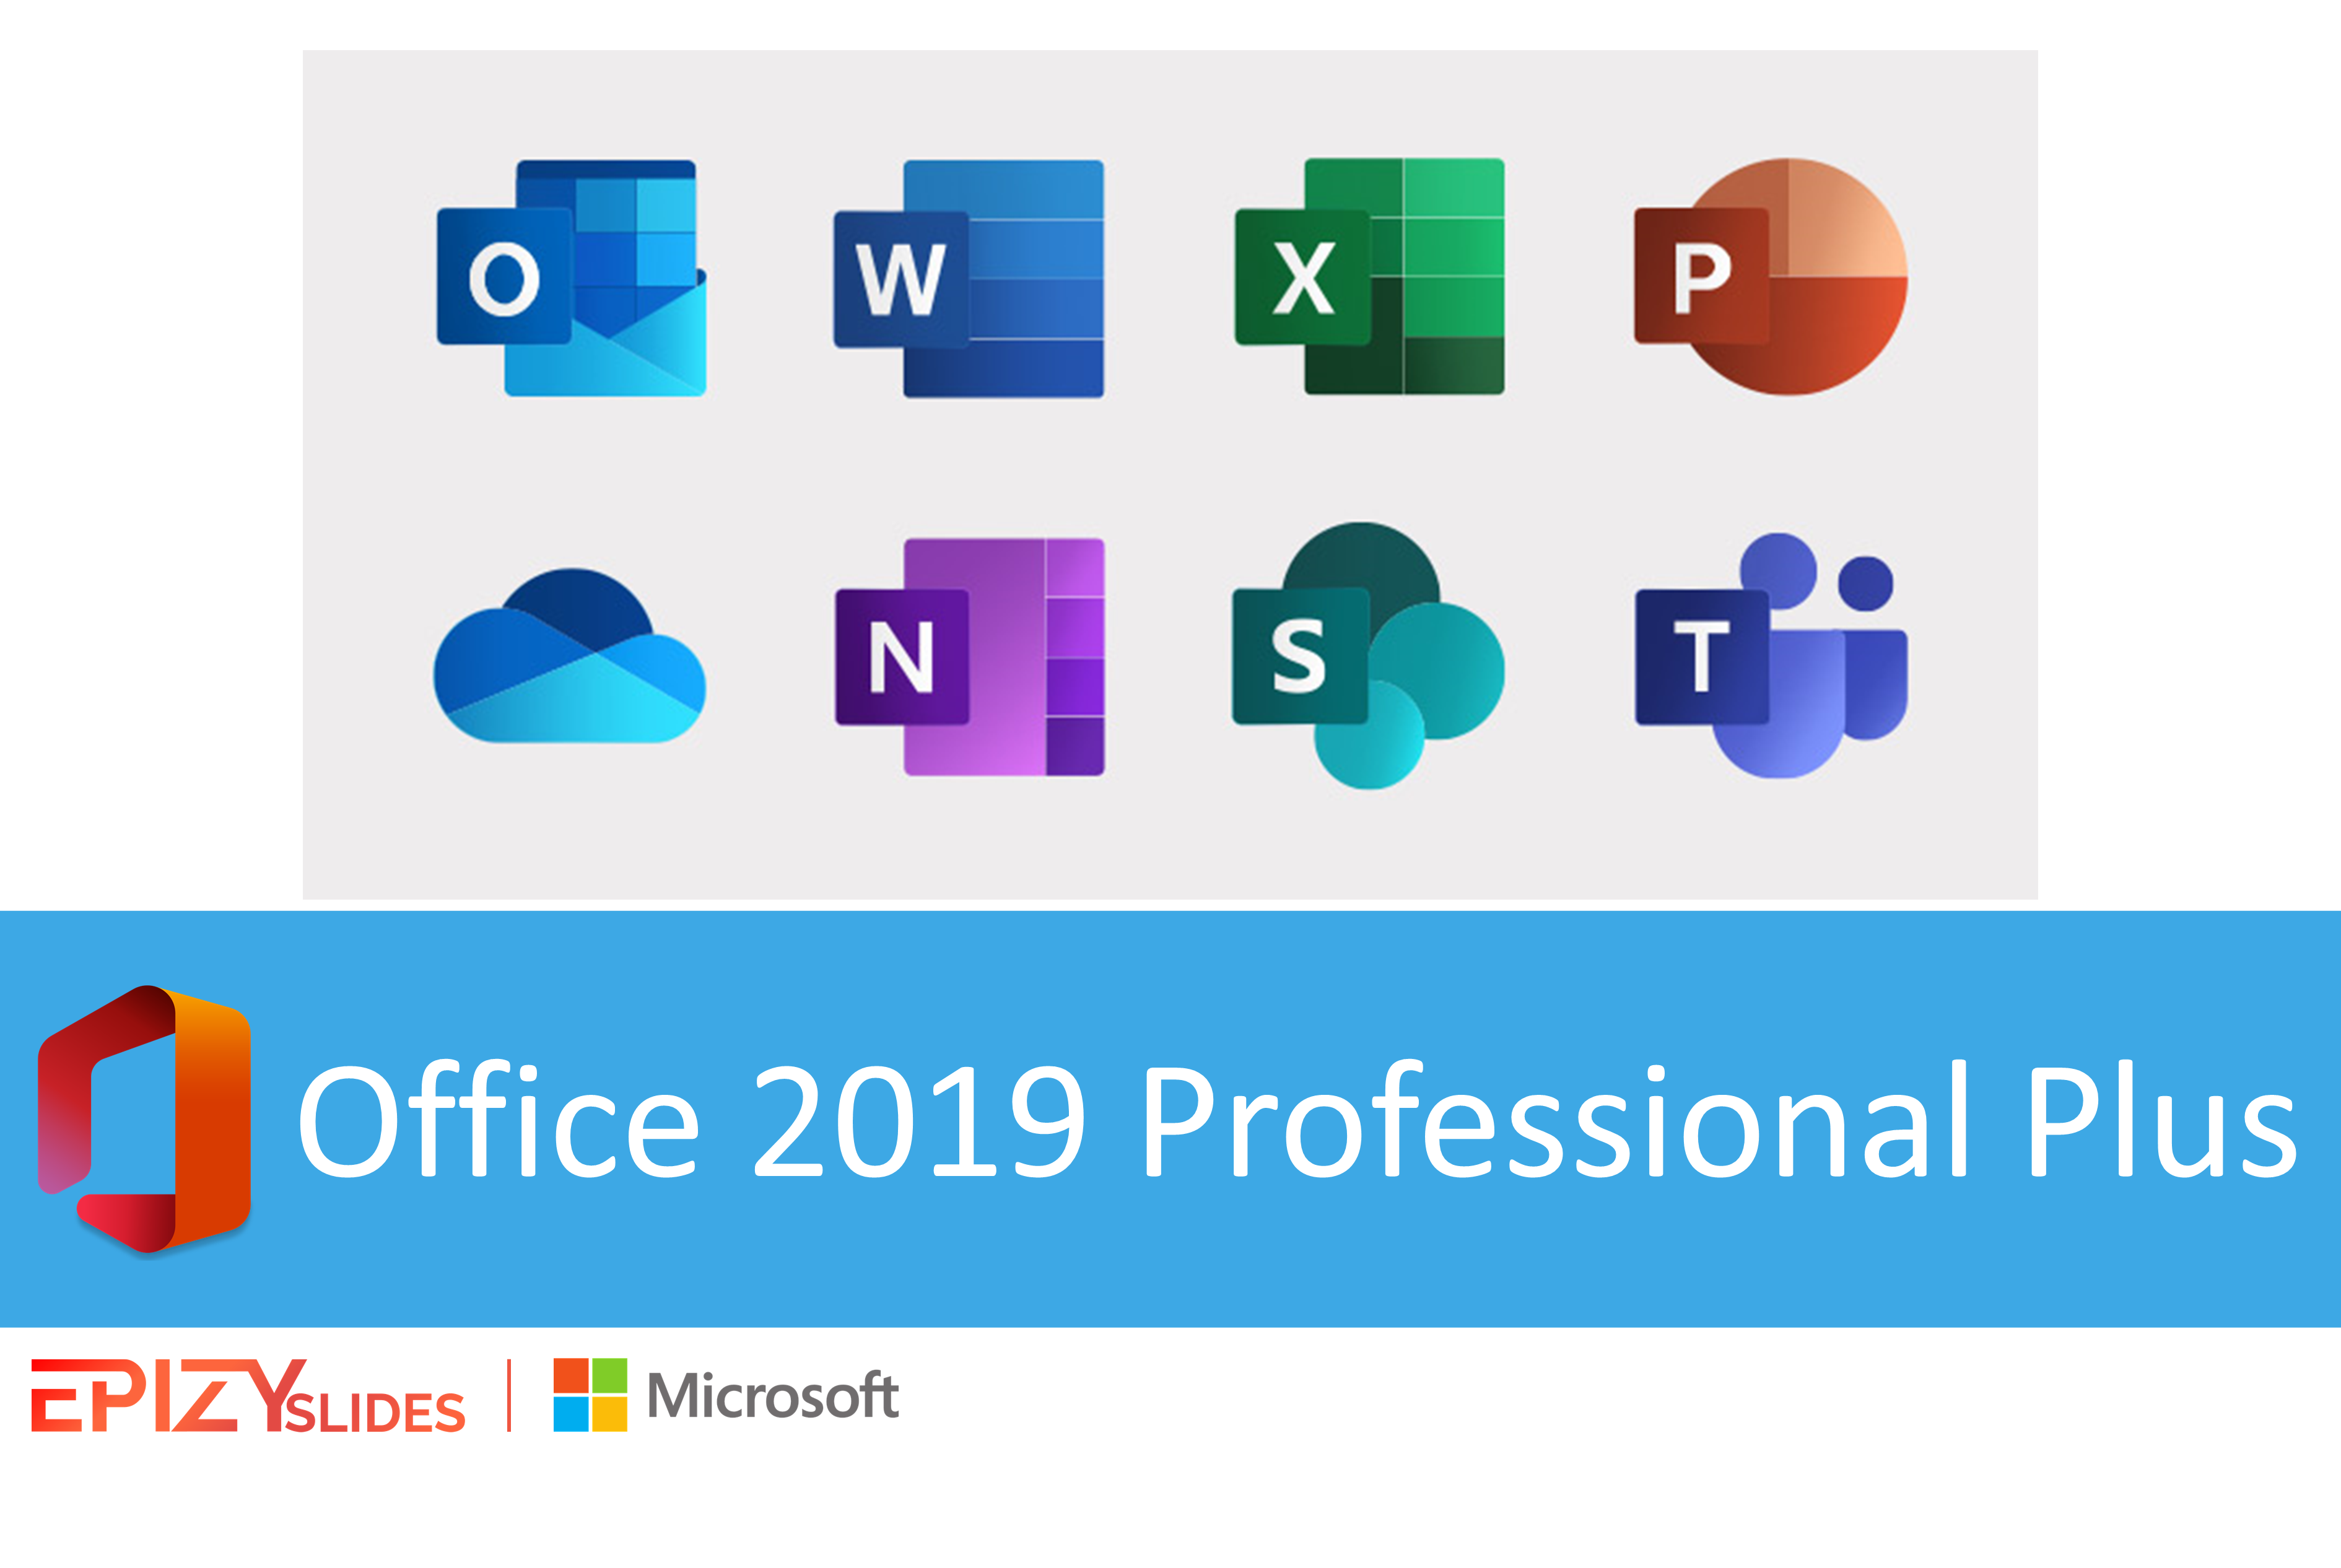 O W X P
N S T
Office 2019 Professional Plus
EPIZYSLIDES | Microsoft